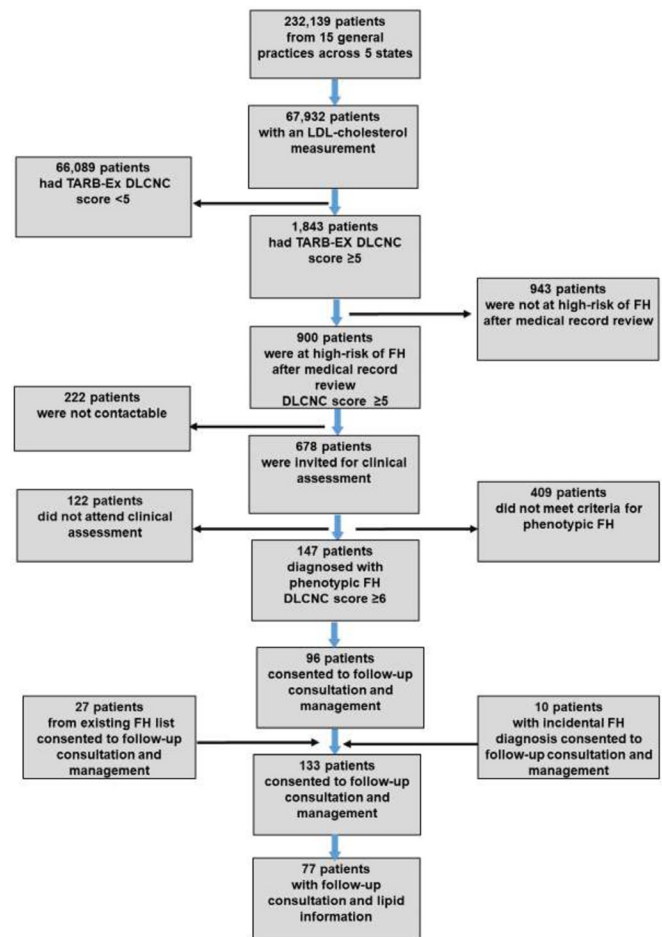 232,139 patients
from 15 general
practices across 5 states
67,932 patients
with an LDL-cholesterol
measurement
66,089 patients
had TARB-Ex DLCNC
score <5
1,843 patients
had TARB-EX DLCNC
score ≥5
943 patients
were not at high-risk of FH
after medical record review
900 patients
were at high-risk of FH
after medical record
review
DLCNC score ≥5
222 patients
were not contactable
678 patients
were invited for clinical
assessment
122 patients
did not attend clinical
assessment
409 patients
did not meet criteria for
phenotypic FH
147 patients
diagnosed with
phenotypic FH
DLCNC score ≥6
96 patients
consented to follow-up
consultation and
management
27 patients
from existing FH list
consented to follow-up
consultation and
management
10 patients
with incidental FH
diagnosis consented to
follow-up consultation and
management
133 patients
consented to follow-up
consultation and
management
77 patients
with follow-up
consultation and lipid
information